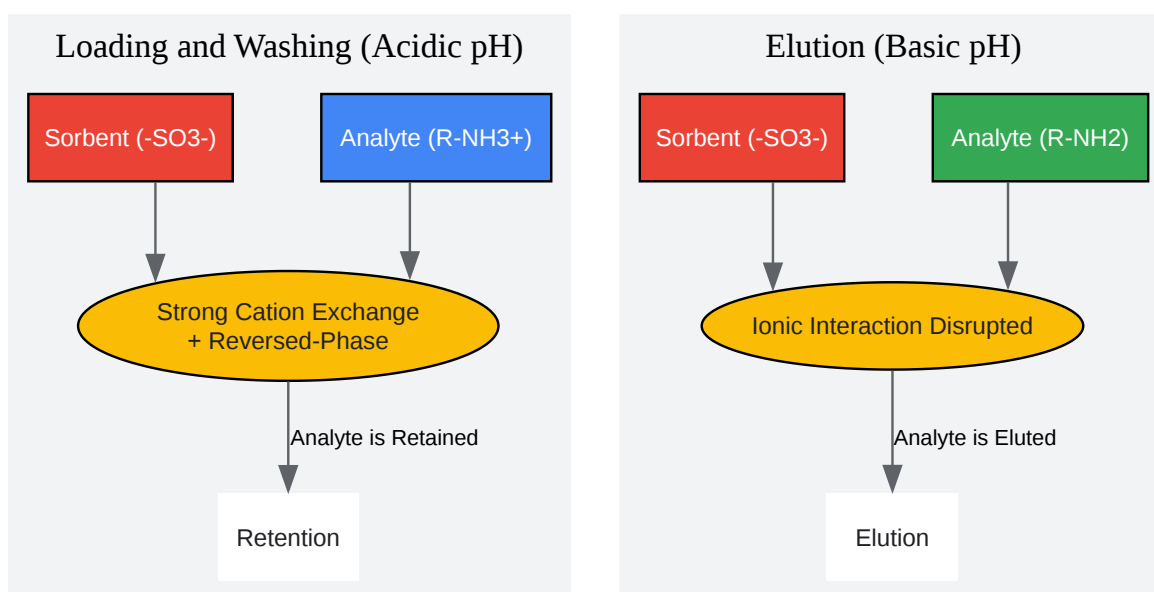 Loading and Washing (Acidic pH)
Sorbent (-SO3-)
Analyte (R-NH3+)
Strong Cation Exchange
+ Reversed-Phase
Analyte is Retained
Retention
Elution (Basic pH)
Sorbent (-SO3-)
Analyte (R-NH2)
Ionic Interaction Disrupted
Analyte is Eluted
Elution